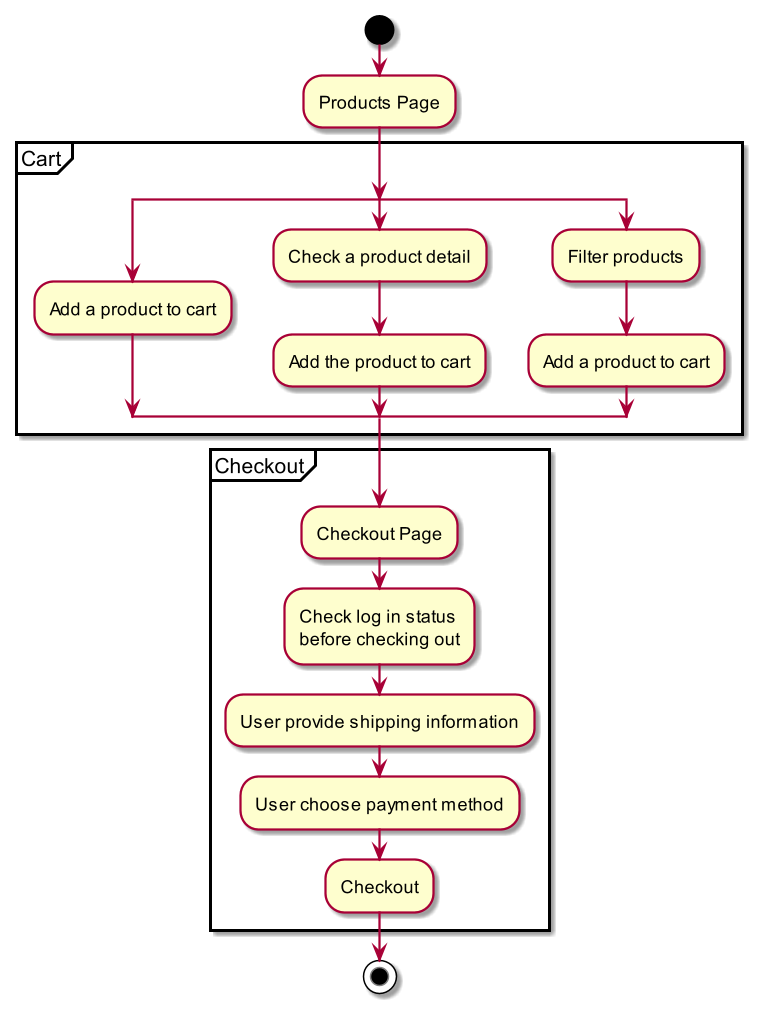 Products Page
Cart
Check a product detail
Filter products
Add a product to cart
Add the product to cart
Add a product to cart
Checkout
Checkout Page
Check log in status
before checking out
User provide shipping information
User choose payment method
Checkout